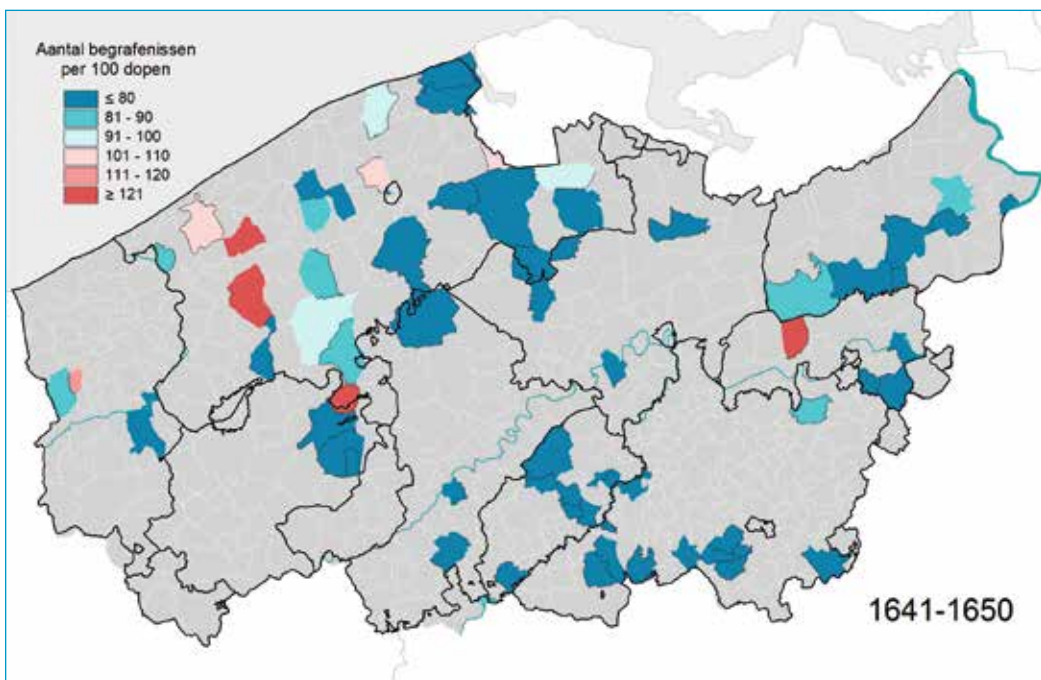 Aantal begrafenissen
per 100 dopen
≤ 80
81 - 90
91 - 100
101 - 110
111 - 120
≥ 121
1641-1650